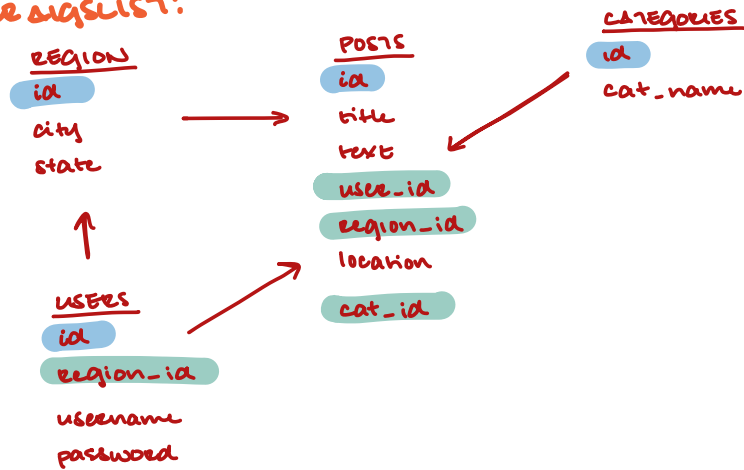 REGION
id
city
state
POSTS
id
title
text
user_id
region_id
location
cat_id
CATEGORIES
id
cat_name
USERS
id
region_id
username
password